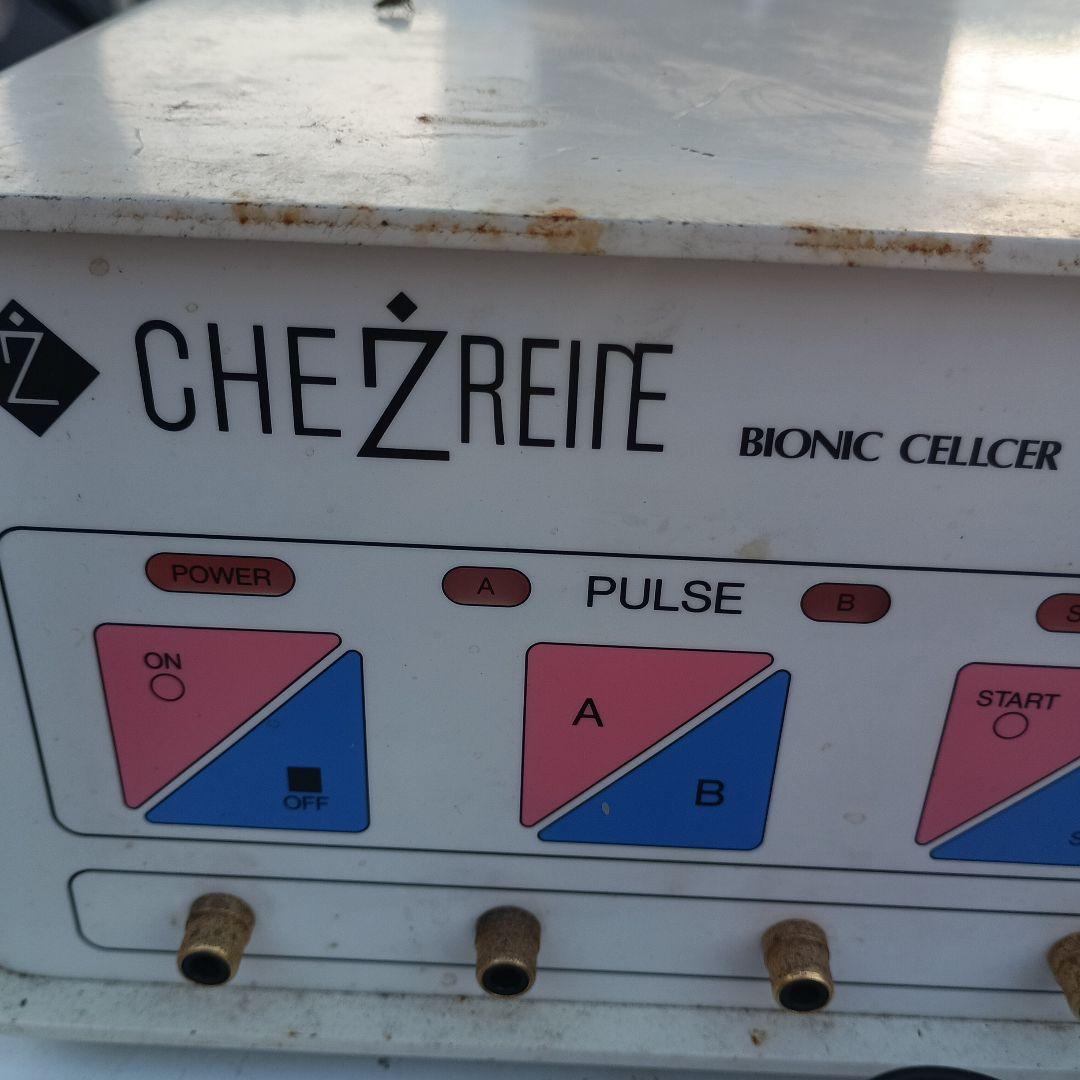 Z CHEŻREINE
BIONIC CELLCER
POWER
A PULSE B S
ON
OFF
A
B
START
S